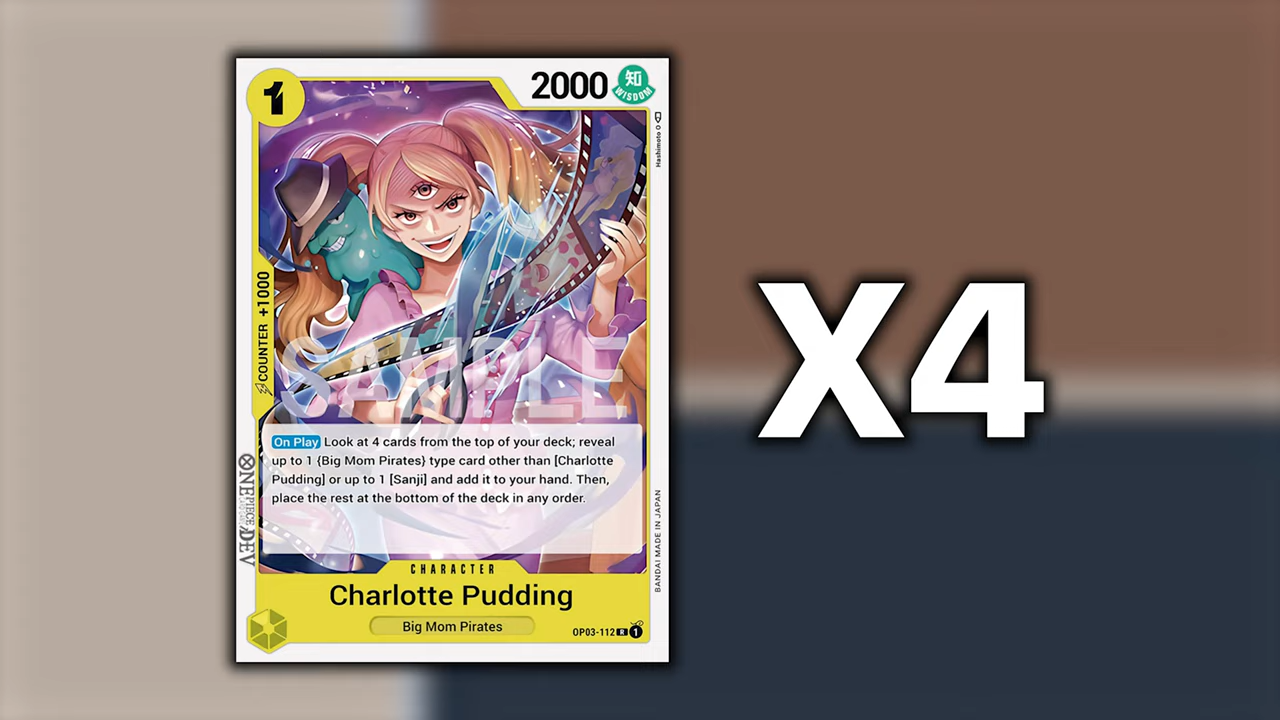 1
2000
知
WISDOM
Hashimoto Q
COUNTER +1000
SAMPLE
On Play Look at 4 cards from the top of your deck; reveal
up to 1 {Big Mom Pirates} type card other than [Charlotte
Pudding] or up to 1 [Sanji] and add it to your hand. Then,
place the rest at the bottom of the deck in any order.
BANDAI MADE IN JAPAN
CHARACTER
Charlotte Pudding
Big Mom Pirates
OP03-112 R 1
X4